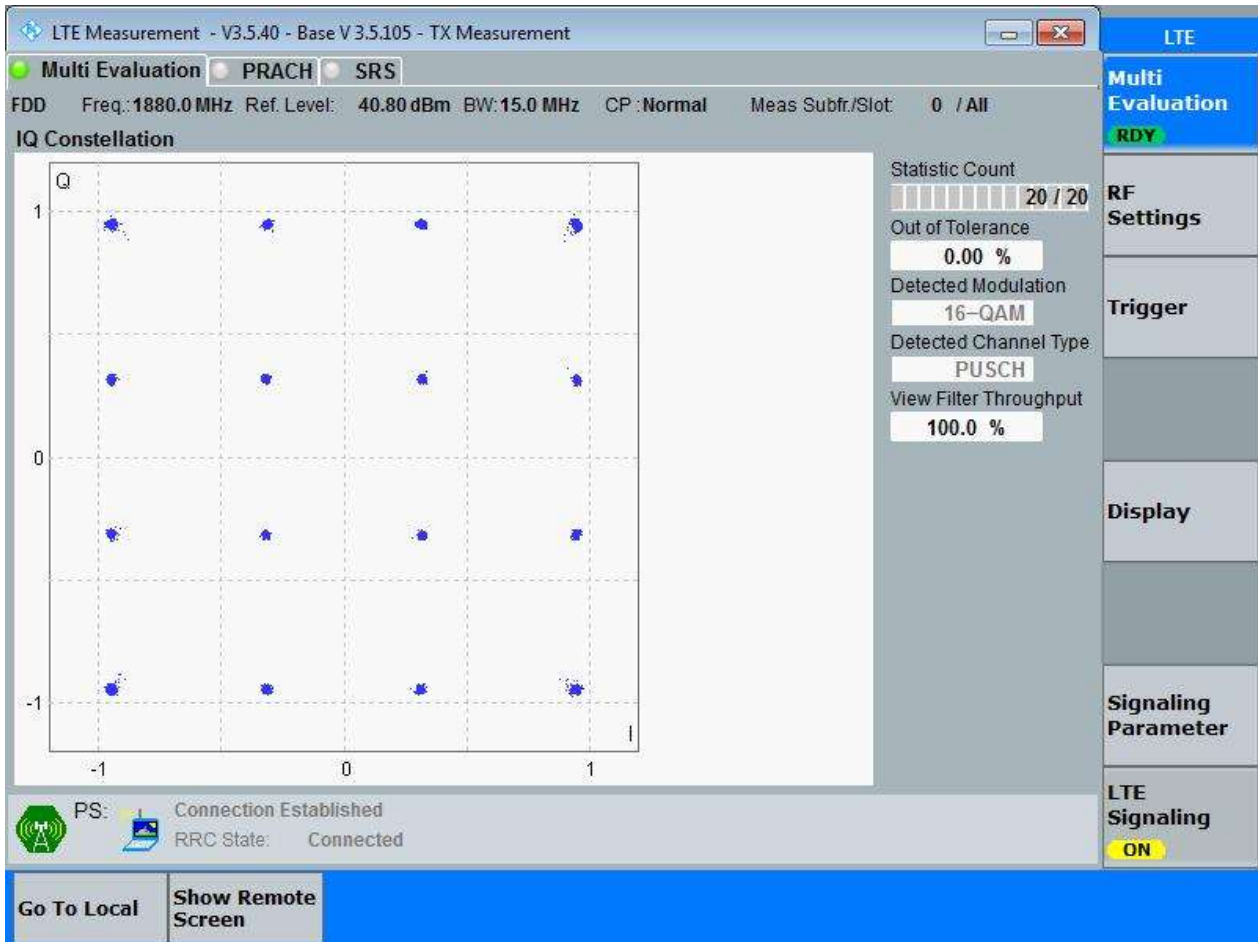 LTE Measurement - V3.5.40 - Base V 3.5.105 - TX Measurement
LTE
Multi Evaluation PRACH SRS
Multi
Evaluation
RDY
FDD Freq.: 1880.0 MHz Ref. Level: 40.80 dBm BW: 15.0 MHz CP : Normal Meas Subfr./Slot: 0 / All
IQ Constellation
Q
1
0
-1
I
-1 0 1
Statistic Count
20 / 20
Out of Tolerance
0.00 %
Detected Modulation
16-QAM
Detected Channel Type
PUSCH
View Filter Throughput
100.0 %
RF
Settings
Trigger
Display
Signaling
Parameter
LTE
Signaling
ON
PS: Connection Established
RRC State: Connected
Go To Local
Show Remote
Screen